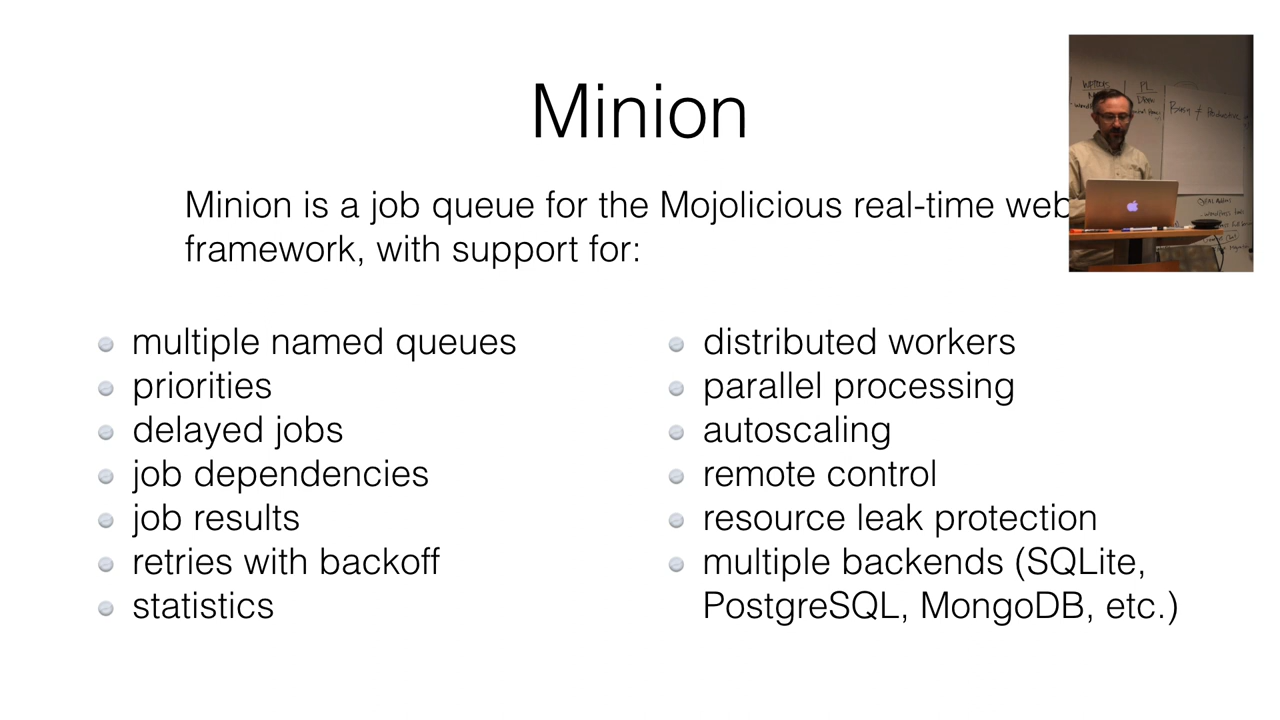 Minion
Minion is a job queue for the Mojolicious real-time web
framework, with support for:
multiple named queues
priorities
delayed jobs
job dependencies
job results
retries with backoff
statistics
distributed workers
parallel processing
autoscaling
remote control
resource leak protection
multiple backends (SQLite,
PostgreSQL, MongoDB, etc.)
PL
Busy ≠